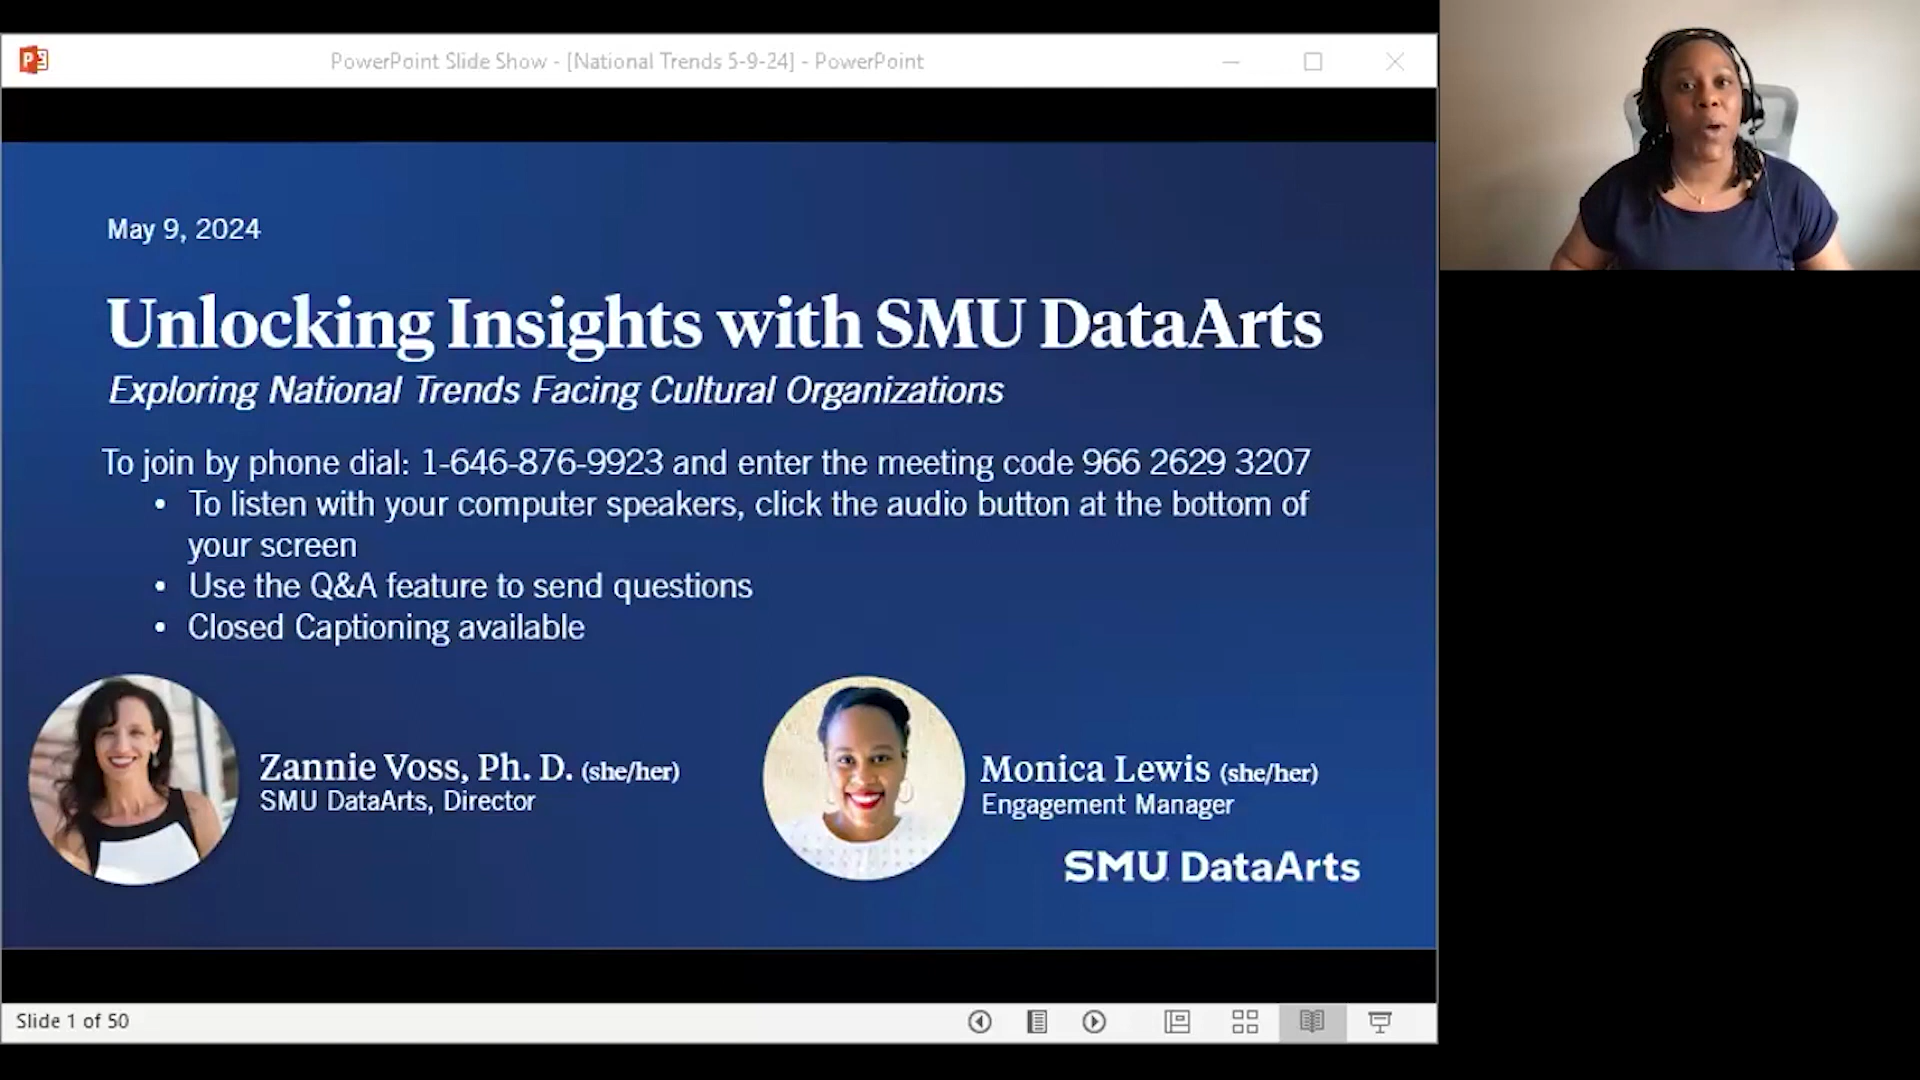 PowerPoint Slide Show - [National Trends 5-9-24] - PowerPoint
May 9, 2024
Unlocking Insights with SMU DataArts
Exploring National Trends Facing Cultural Organizations
To join by phone dial: 1-646-876-9923 and enter the meeting code 966 2629 3207
• To listen with your computer speakers, click the audio button at the bottom of
your screen
• Use the Q&A feature to send questions
• Closed Captioning available
Zannie Voss, Ph. D. (she/her)
SMU DataArts, Director
Monica Lewis (she/her)
Engagement Manager
SMU DataArts
Slide 1 of 50